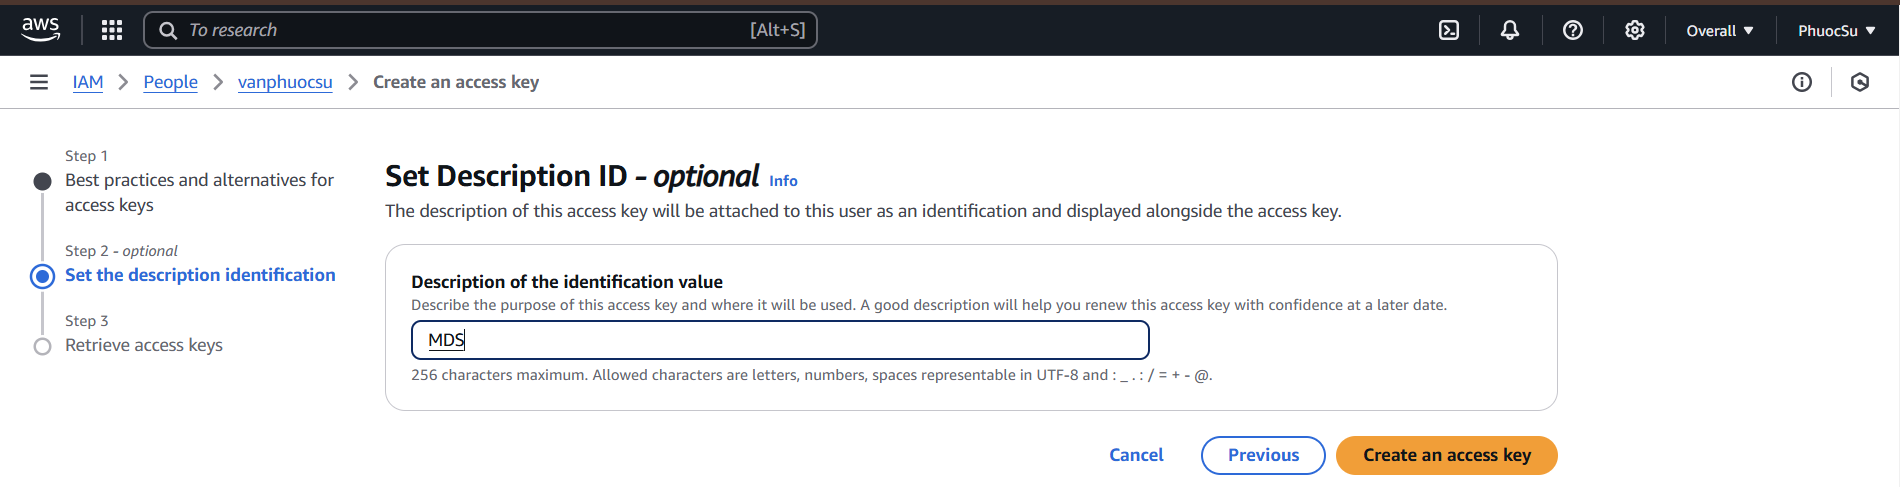 aws
To research [Alt+S]
Overall ▼ PhuocSu ▼
IAM > People > vanphuocsu > Create an access key
Step 1
Best practices and alternatives for
access keys
Step 2 - optional
Set the description identification
Step 3
Retrieve access keys
Set Description ID - optional Info
The description of this access key will be attached to this user as an identification and displayed alongside the access key.
Description of the identification value
Describe the purpose of this access key and where it will be used. A good description will help you renew this access key with confidence at a later date.
MDS
256 characters maximum. Allowed characters are letters, numbers, spaces representable in UTF-8 and : _ . : / = + - @.
Cancel Previous Create an access key